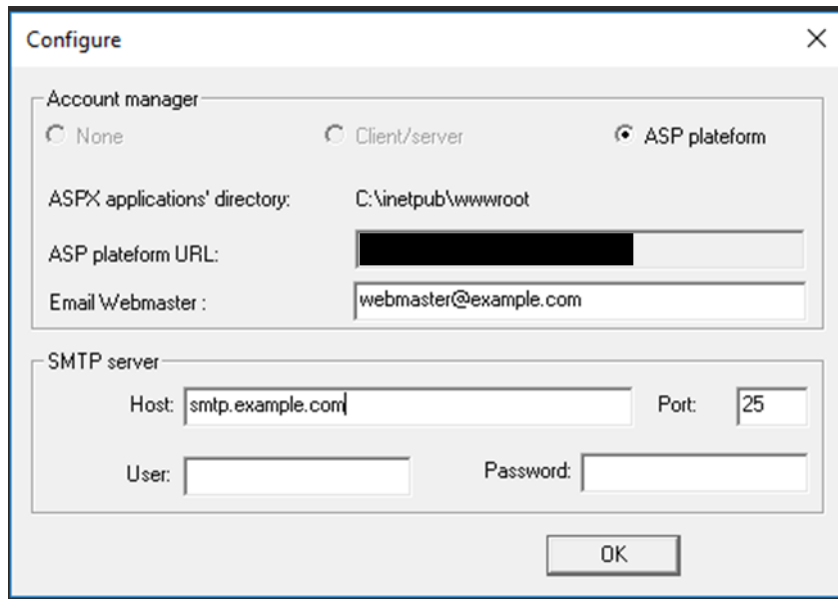 Configure
Account manager
None Client/server ASP plateform
ASPX applications' directory: C:\inetpub\wwwroot
ASP plateform URL:
Email Webmaster : webmaster@example.com
SMTP server
Host: smtp.example.com Port: 25
User: Password:
OK